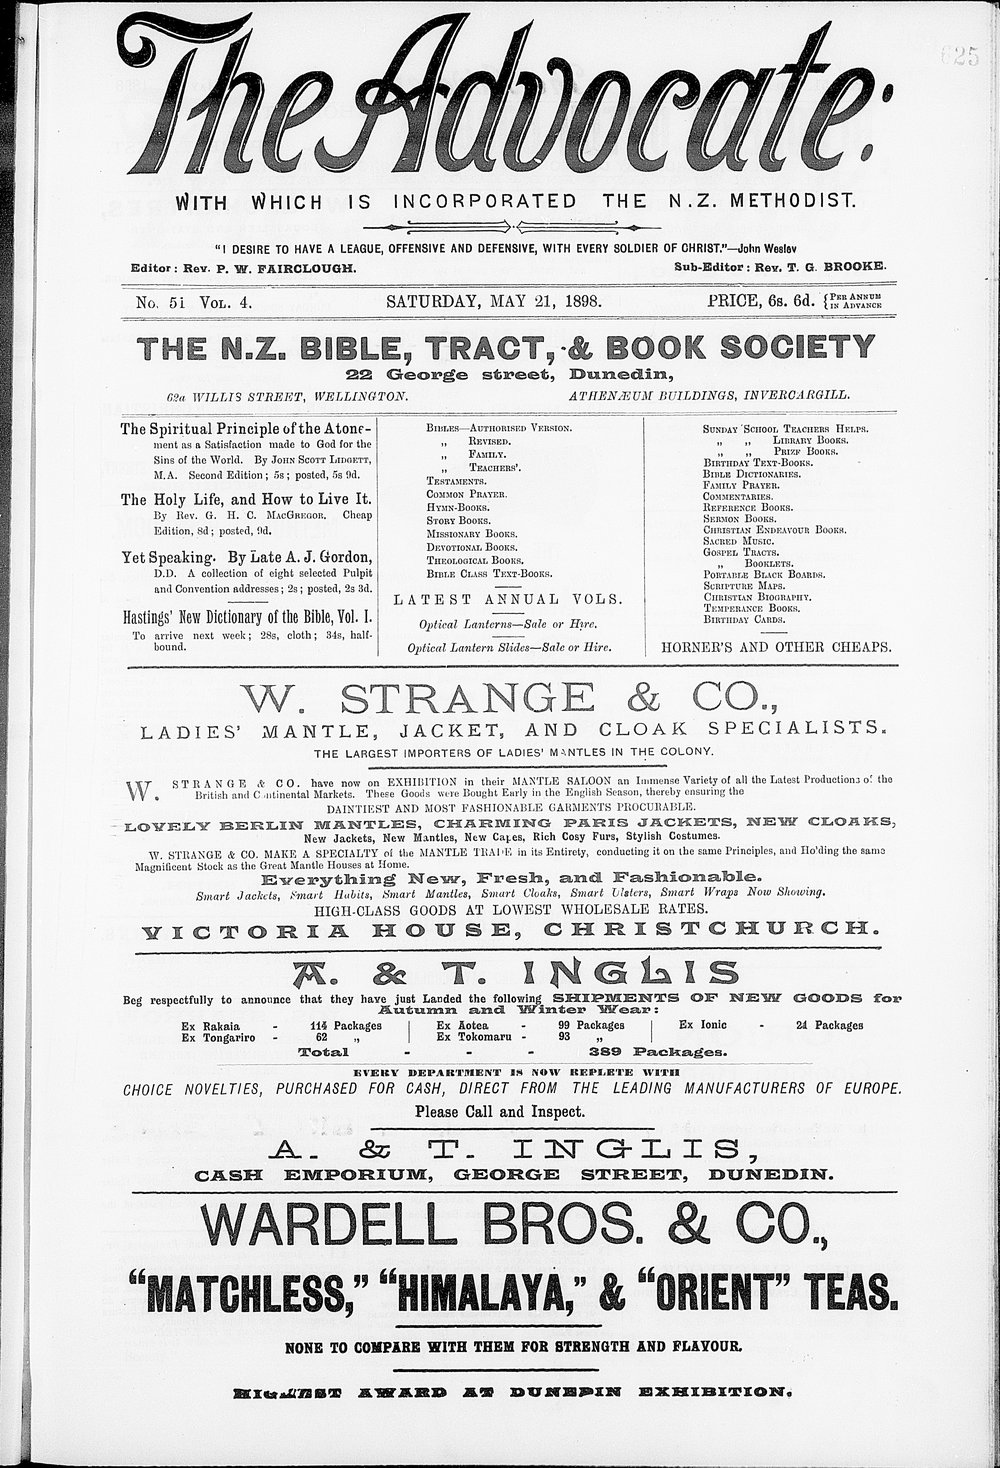 625
The Advocate:
WITH WHICH IS INCORPORATED THE N.Z. METHODIST.
"I DESIRE TO HAVE A LEAGUE, OFFENSIVE AND DEFENSIVE, WITH EVERY SOLDIER OF CHRIST."—John Wesley
Editor: Rev. P. W. FAIRCLOUGH.
Sub-Editor: Rev. T. G. BROOKE.
No. 51 VOL. 4.
SATURDAY, MAY 21, 1898.
PRICE, 6s. 6d. { PER ANNUM IN ADVANCE
THE N.Z. BIBLE, TRACT, & BOOK SOCIETY
22 George street, Dunedin,
62a WILLIS STREET, WELLINGTON.
ATHENÆUM BUILDINGS, INVERCARGILL.
The Spiritual Principle of the Atone-
ment as a Satisfaction made to God for the
Sins of the World. By JOHN SCOTT LIDGETT,
M.A. Second Edition; 5s; posted, 5s 9d.
The Holy Life, and How to Live It.
By Rev. G. H. C. MACGREGOR. Cheap
Edition, 8d; posted, 9d.
Yet Speaking. By Late A. J. Gordon,
D.D. A collection of eight selected Pulpit
and Convention addresses; 2s; posted, 2s 3d.
Hastings' New Dictionary of the Bible, Vol. I.
To arrive next week; 28s, cloth; 34s, half-
bound.
BIBLES—AUTHORISED VERSION.
„ REVISED.
„ FAMILY.
„ TEACHERS'.
TESTAMENTS.
COMMON PRAYER.
HYMN-BOOKS.
STORY BOOKS.
MISSIONARY BOOKS.
DEVOTIONAL BOOKS.
THEOLOGICAL BOOKS.
BIBLE CLASS TEXT-BOOKS.
LATEST ANNUAL VOLS.
Optical Lanterns—Sale or Hire.
Optical Lantern Slides—Sale or Hire.
SUNDAY SCHOOL TEACHERS HELPS.
„ „ LIBRARY BOOKS.
„ „ PRIZE BOOKS.
BIRTHDAY TEXT-BOOKS.
BIBLE DICTIONARIES.
FAMILY PRAYER.
COMMENTARIES.
REFERENCE BOOKS.
SERMON BOOKS.
CHRISTIAN ENDEAVOUR BOOKS.
SACRED MUSIC.
GOSPEL TRACTS.
„ BOOKLETS.
PORTABLE BLACK BOARDS.
SCRIPTURE MAPS.
CHRISTIAN BIOGRAPHY.
TEMPERANCE BOOKS.
BIRTHDAY CARDS.
HORNER'S AND OTHER CHEAPS.
W. STRANGE & CO.,
LADIES' MANTLE, JACKET, AND CLOAK SPECIALISTS.
THE LARGEST IMPORTERS OF LADIES' MANTLES IN THE COLONY.
W. STRANGE & CO. have now on EXHIBITION in their MANTLE SALOON an Immense Variety of all the Latest Productions of the
British and Continental Markets. These Goods were Bought Early in the English Season, thereby ensuring the
DAINTIEST AND MOST FASHIONABLE GARMENTS PROCURABLE.
LOVELY BERLIN MANTLES, CHARMING PARIS JACKETS, NEW CLOAKS,
New Jackets, New Mantles, New Capes, Rich Cosy Furs, Stylish Costumes.
W. STRANGE & CO. MAKE A SPECIALTY of the MANTLE TRADE in its Entirety, conducting it on the same Principles, and Holding the same
Magnificent Stock as the Great Mantle Houses at Home.
Everything New, Fresh, and Fashionable.
Smart Jackets, Smart Habits, Smart Mantles, Smart Cloaks, Smart Ulsters, Smart Wraps Now Showing.
HIGH-CLASS GOODS AT LOWEST WHOLESALE RATES.
VICTORIA HOUSE, CHRISTCHURCH.
A. & T. INGLIS
Beg respectfully to announce that they have just Landed the following SHIPMENTS OF NEW GOODS for
Autumn and Winter Wear:
Ex Rakaia - 114 Packages | Ex Aotea - 99 Packages | Ex Ionic - 21 Packages
Ex Tongariro - 62 „ | Ex Tokomaru - 93 „
Total - - - 389 Packages.
EVERY DEPARTMENT IS NOW REPLETE WITH
CHOICE NOVELTIES, PURCHASED FOR CASH, DIRECT FROM THE LEADING MANUFACTURERS OF EUROPE.
Please Call and Inspect.
A. & T. INGLIS,
CASH EMPORIUM, GEORGE STREET, DUNEDIN.
WARDELL BROS. & CO.,
"MATCHLESS," "HIMALAYA," & "ORIENT" TEAS.
NONE TO COMPARE WITH THEM FOR STRENGTH AND FLAVOUR.
HIGHEST AWARD AT DUNEDIN EXHIBITION.